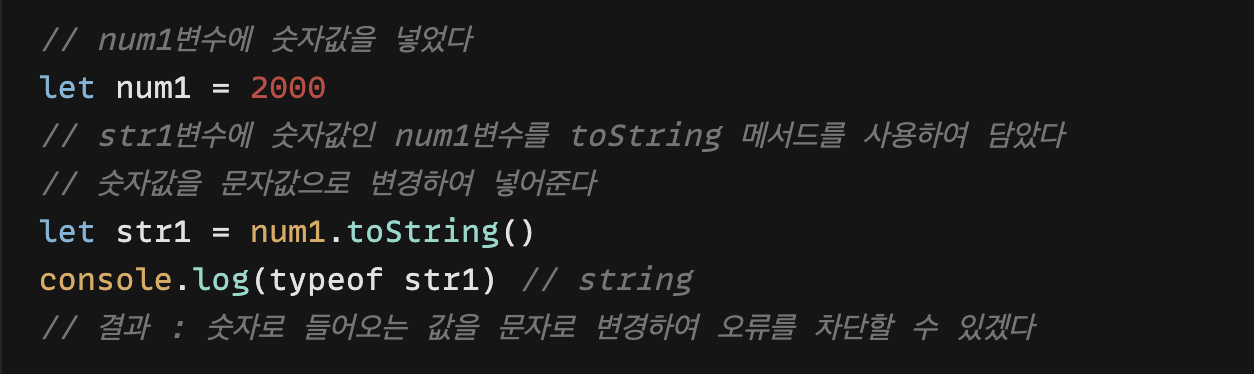 // num1변수에 숫자값을 넣었다
let num1 = 2000
// str1변수에 숫자값인 num1변수를 toString 메서드를 사용하여 담았다
// 숫자값을 문자값으로 변경하여 넣어준다
let str1 = num1.toString()
console.log(typeof str1) // string
// 결과 : 숫자로 들어오는 값을 문자로 변경하여 오류를 차단할 수 있겠다